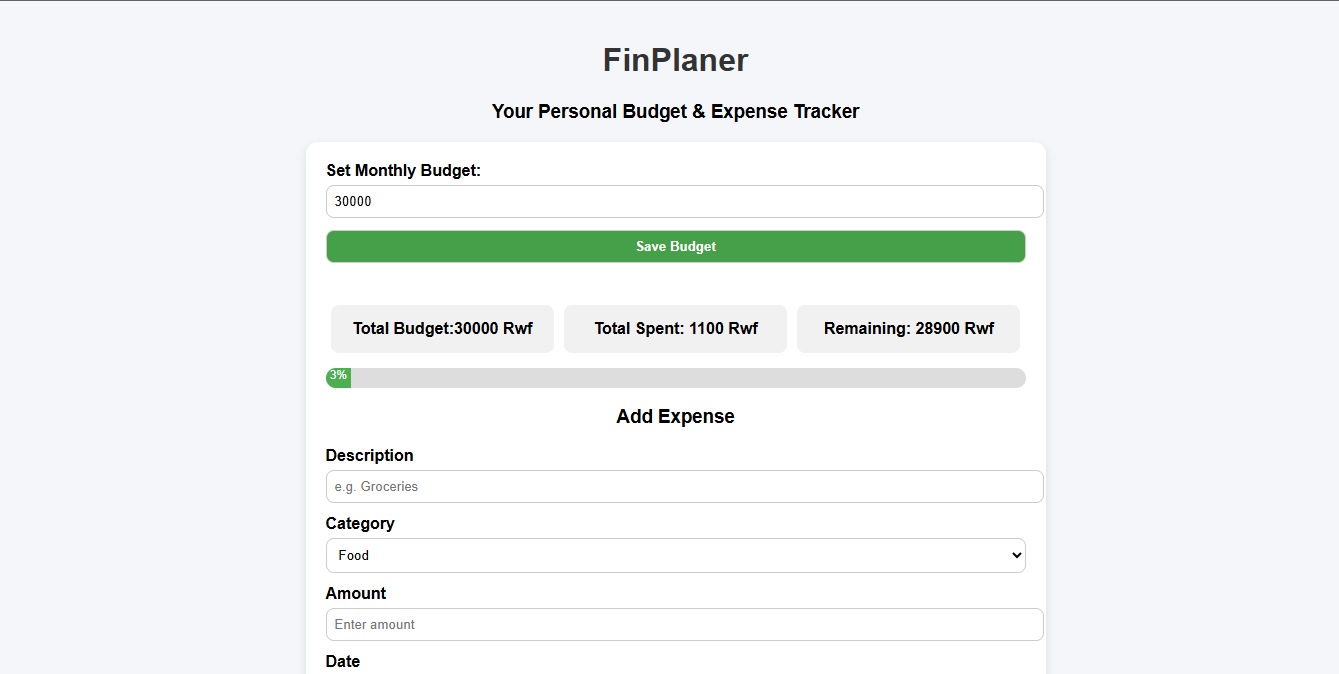 FinPlaner
Your Personal Budget & Expense Tracker
Set Monthly Budget:
30000
Save Budget
Total Budget:30000 Rwf
Total Spent: 1100 Rwf
Remaining: 28900 Rwf
3%
Add Expense
Description
e.g. Groceries
Category
Food
Amount
Enter amount
Date